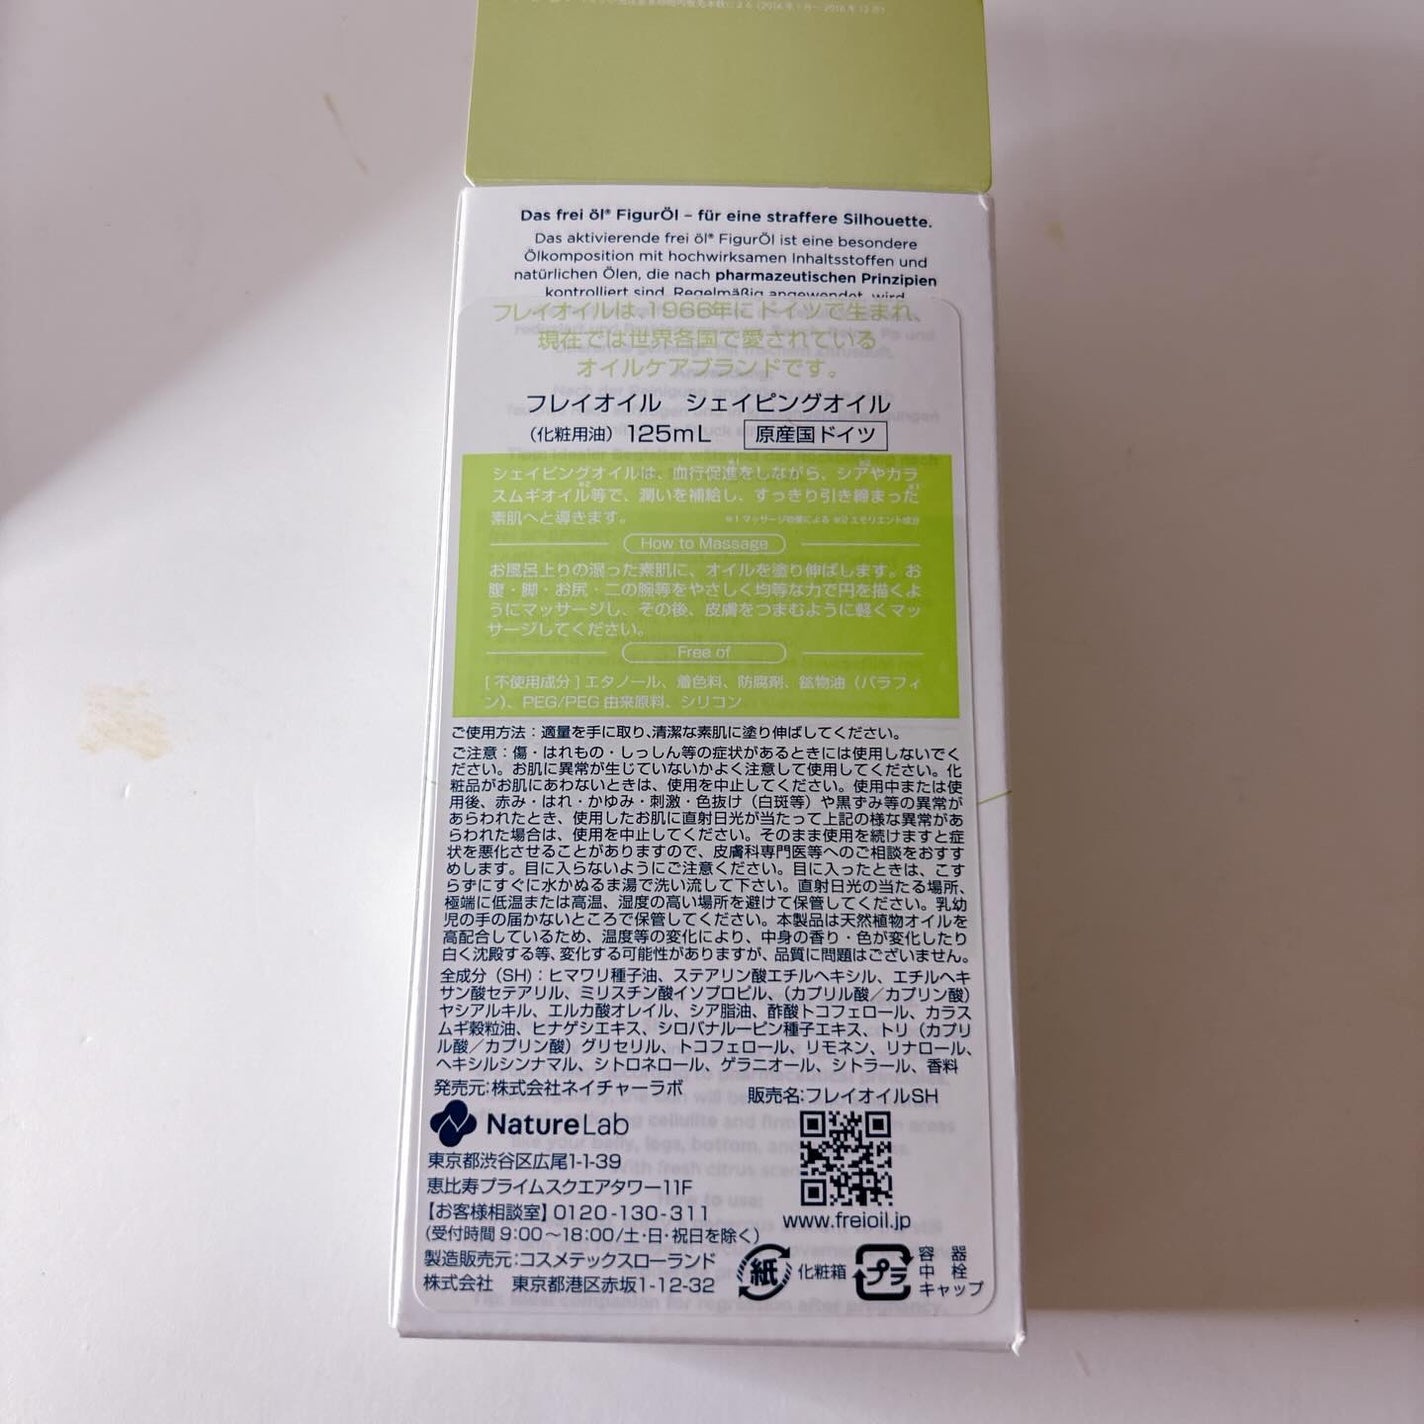 Das frei öl® FigurÖl – für eine straffere Silhouette.
Das aktivierende frei öl® FigurÖl ist eine besondere
Ölkomposition mit hochwirksamen Inhaltsstoffen und
natürlichen Ölen, die nach pharmazeutischen Prinzipien
kontrolliert sind. Regelmäßig angewendet, wird
フレイオイルは、1966年にドイツで生まれ、
現在では世界各国で愛されている
オイルケアブランドです。
フレイオイル シェイピングオイル
（化粧用油）125mL 原産国ドイツ
シェイピングオイルは、血行促進※1をしながら、シアやカラ
スムギオイル※2等で、潤いを補給し、すっきり引き締まった※1
素肌へと導きます。 ※1 マッサージ効果による ※2 エモリエント成分
How to Massage
お風呂上りの湿った素肌に、オイルを塗り伸ばします。お
腹・脚・お尻・二の腕等をやさしく均等な力で円を描くよ
うにマッサージし、その後、皮膚をつまむように軽くマッ
サージしてください。
Free of
[ 不使用成分 ] エタノール、着色料、防腐剤、鉱物油（パラフィ
ン）、PEG/PEG 由来原料、シリコン
ご使用方法：適量を手に取り、清潔な素肌に塗り伸ばしてください。
ご注意：傷・はれもの・しっしん等の症状があるときには使用しないでく
ださい。お肌に異常が生じていないかよく注意して使用してください。化
粧品がお肌にあわないときは、使用を中止してください。使用中または使
用後、赤み・はれ・かゆみ・刺激・色抜け（白斑等）や黒ずみ等の異常が
あらわれたとき、使用したお肌に直射日光が当たって上記の様な異常があ
らわれた場合は、使用を中止してください。そのまま使用を続けますと症
状を悪化させることがありますので、皮膚科専門医等へのご相談をおすす
めします。目に入らないようにご注意ください。目に入ったときは、こす
らずにすぐに水かぬるま湯で洗い流して下さい。直射日光の当たる場所、
極端に低温または高温、湿度の高い場所を避けて保管してください。乳幼
児の手の届かないところで保管してください。本製品は天然植物オイルを
高配合しているため、温度等の変化により、中身の香り・色が変化したり
白く沈殿する等、変化する可能性がありますが、品質に問題はございません。
全成分（SH）：ヒマワリ種子油、ステアリン酸エチルヘキシル、エチルヘキ
サン酸セテアリル、ミリスチン酸イソプロピル、（カプリル酸／カプリン酸）
ヤシアルキル、エルカ酸オレイル、シア脂油、酢酸トコフェロール、カラス
ムギ穀粒油、ヒナゲシエキス、シロバナルーピン種子エキス、トリ（カプリ
ル酸／カプリン酸）グリセリル、トコフェロール、リモネン、リナロール、
ヘキシルシンナマル、シトロネロール、ゲラニオール、シトラール、香料
発売元：株式会社ネイチャーラボ 販売名：フレイオイルSH
NatureLab
東京都渋谷区広尾1-1-39
恵比寿プライムスクエアタワー11F
【お客様相談室】0120-130-311
（受付時間 9:00～18:00/土・日・祝日を除く）
www.freioil.jp
製造販売元：コスメテックスローランド
株式会社 東京都港区赤坂1-12-32
紙 化粧箱 プラ 容器
中栓
キャップ